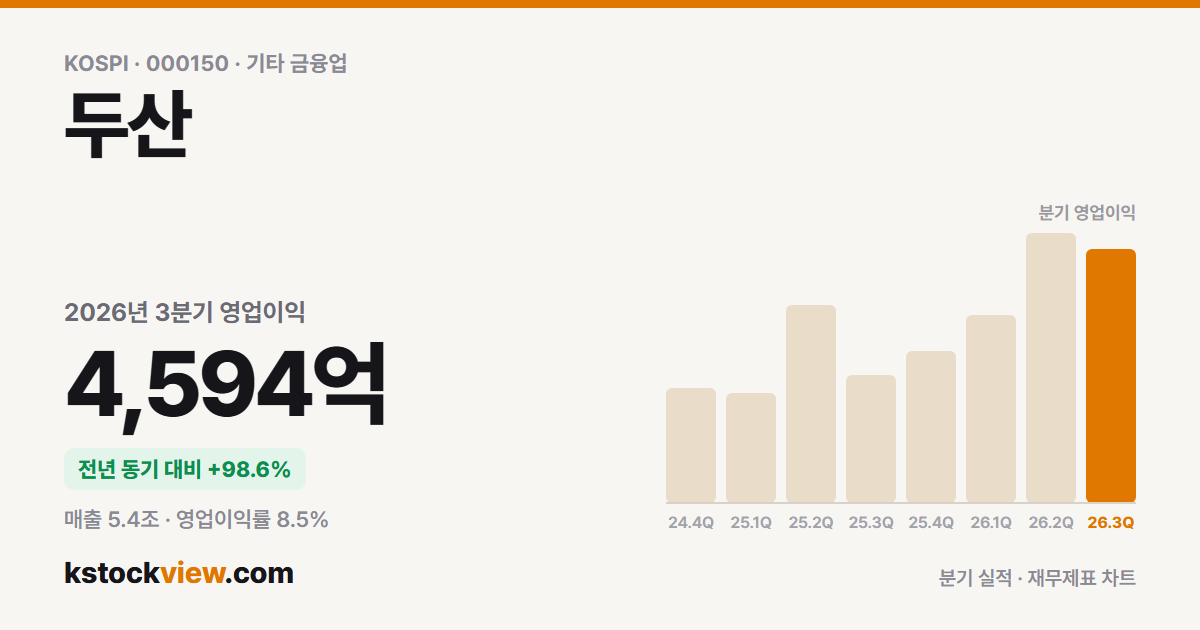 KOSPI · 000150 · 기타 금융업
두산
2026년 3분기 영업이익
4,594억
전년 동기 대비 +98.6%
매출 5.4조 · 영업이익률 8.5%
kstockview.com
분기 영업이익
24.4Q 25.1Q 25.2Q 25.3Q 25.4Q 26.1Q 26.2Q 26.3Q
분기 실적 · 재무제표 차트